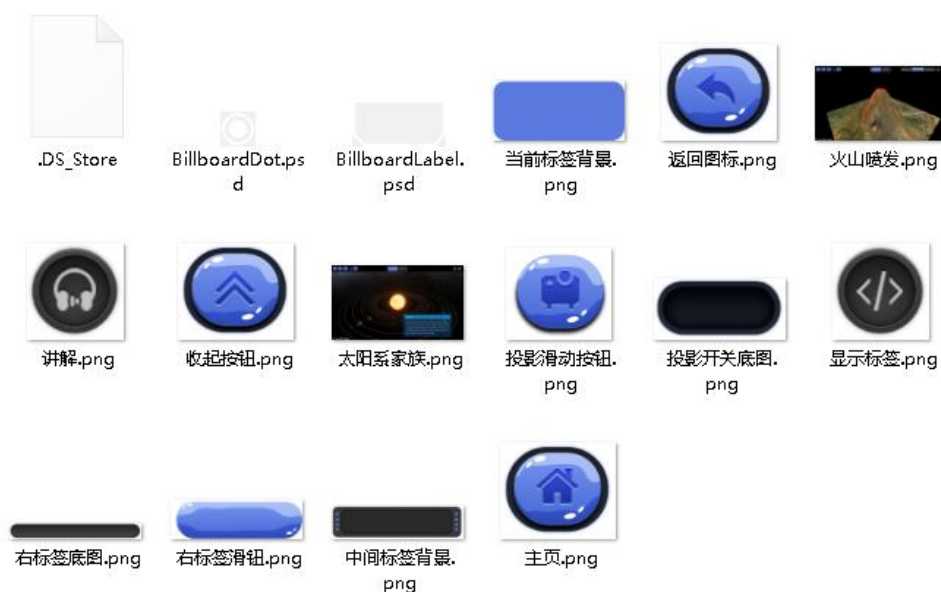 .DS_Store
BillboardDot.ps
d
BillboardLabel.
psd
当前标签背景.
png
返回图标.png
火山喷发.png
讲解.png
收起按钮.png
太阳系家族.png
投影滑动按钮.
png
投影开关底图.
png
显示标签.png
右标签底图.png
右标签滑钮.png
中间标签背景.
png
主页.png